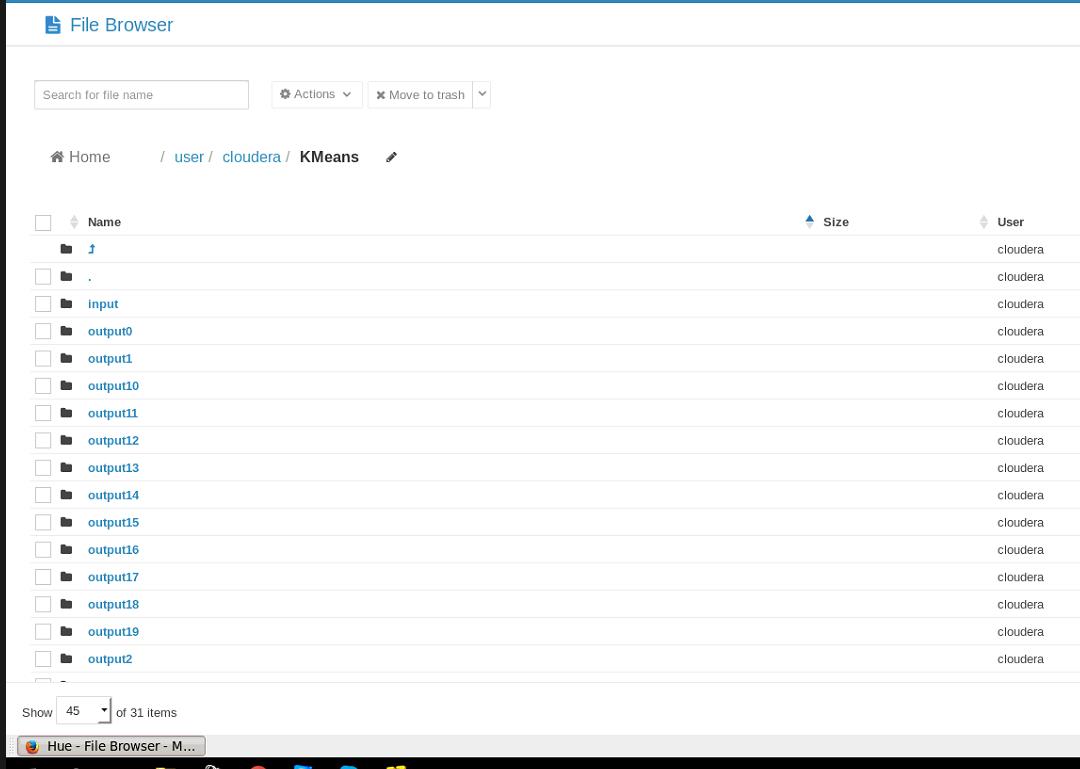 File Browser
Search for file name
Actions
Move to trash
Home / user / cloudera / KMeans
Name Size User
cloudera
. cloudera
input cloudera
output0 cloudera
output1 cloudera
output10 cloudera
output11 cloudera
output12 cloudera
output13 cloudera
output14 cloudera
output15 cloudera
output16 cloudera
output17 cloudera
output18 cloudera
output19 cloudera
output2 cloudera
Show 45 of 31 items
Hue - File Browser - M...